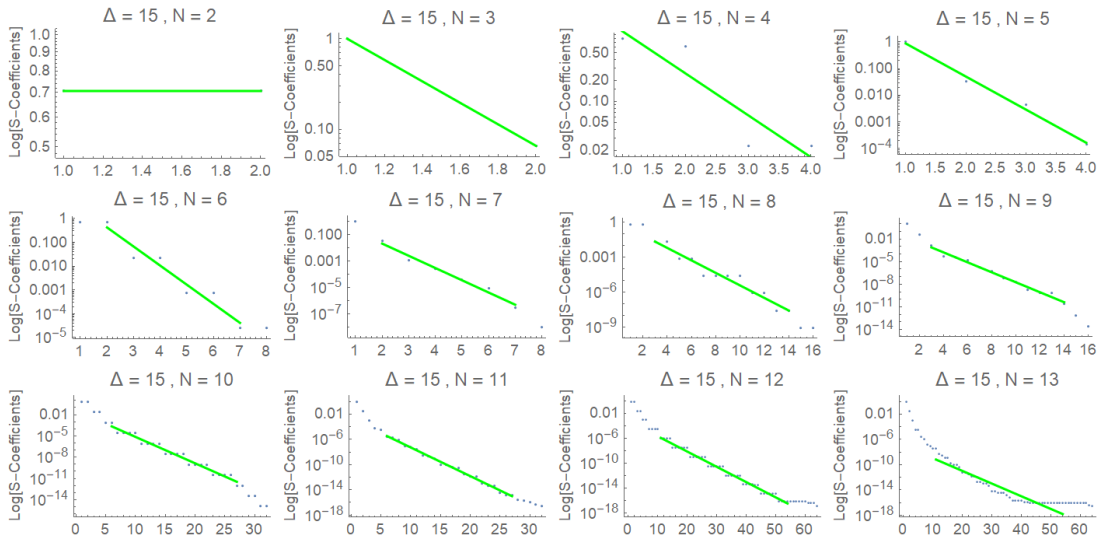 Δ = 15 , N = 2
Log[S-Coefficients]
1.0
0.9
0.8
0.7
0.6
0.5
1.0 1.2 1.4 1.6 1.8 2.0
Δ = 15 , N = 3
Log[S-Coefficients]
1
0.50
0.10
0.05
1.0 1.2 1.4 1.6 1.8 2.0
Δ = 15 , N = 4
Log[S-Coefficients]
0.50
0.20
0.10
0.05
0.02
1.0 1.5 2.0 2.5 3.0 3.5 4.0
Δ = 15 , N = 5
Log[S-Coefficients]
1
0.100
0.010
0.001
10⁻⁴
1.0 1.5 2.0 2.5 3.0 3.5 4.0
Δ = 15 , N = 6
Log[S-Coefficients]
1
0.100
0.010
0.001
10⁻⁴
10⁻⁵
1 2 3 4 5 6 7 8
Δ = 15 , N = 7
Log[S-Coefficients]
0.100
0.001
10⁻⁵
10⁻⁷
1 2 3 4 5 6 7 8
Δ = 15 , N = 8
Log[S-Coefficients]
1
0.001
10⁻⁶
10⁻⁹
2 4 6 8 10 12 14 16
Δ = 15 , N = 9
Log[S-Coefficients]
0.01
10⁻⁵
10⁻⁸
10⁻¹¹
10⁻¹⁴
2 4 6 8 10 12 14 16
Δ = 15 , N = 10
Log[S-Coefficients]
0.01
10⁻⁵
10⁻⁸
10⁻¹¹
10⁻¹⁴
0 5 10 15 20 25 30
Δ = 15 , N = 11
Log[S-Coefficients]
0.01
10⁻⁶
10⁻¹⁰
10⁻¹⁴
10⁻¹⁸
0 5 10 15 20 25 30
Δ = 15 , N = 12
Log[S-Coefficients]
0.01
10⁻⁶
10⁻¹⁰
10⁻¹⁴
10⁻¹⁸
0 10 20 30 40 50 60
Δ = 15 , N = 13
Log[S-Coefficients]
0.01
10⁻⁶
10⁻¹⁰
10⁻¹⁴
10⁻¹⁸
0 10 20 30 40 50 60